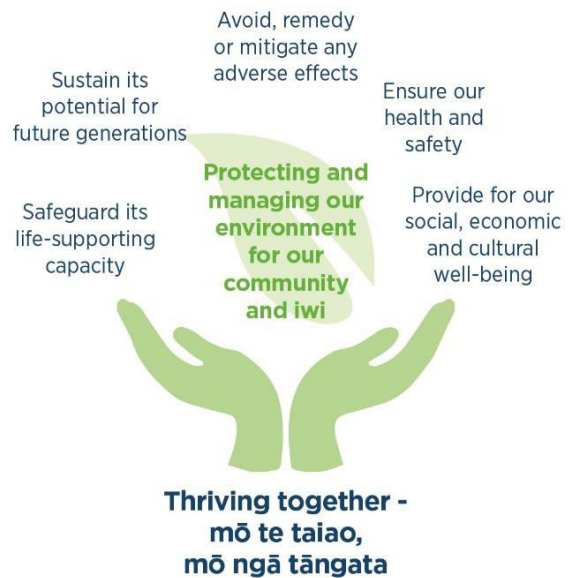 Avoid, remedy
or mitigate any
adverse effects
Sustain its
potential for
future generations
Ensure our
health and
safety
Safeguard its
life-supporting
capacity
Protecting and
managing our
environment
for our
community
and iwi
Provide for our
social, economic
and cultural
well-being
Thriving together -
mō te taiao,
mō ngā tāngata